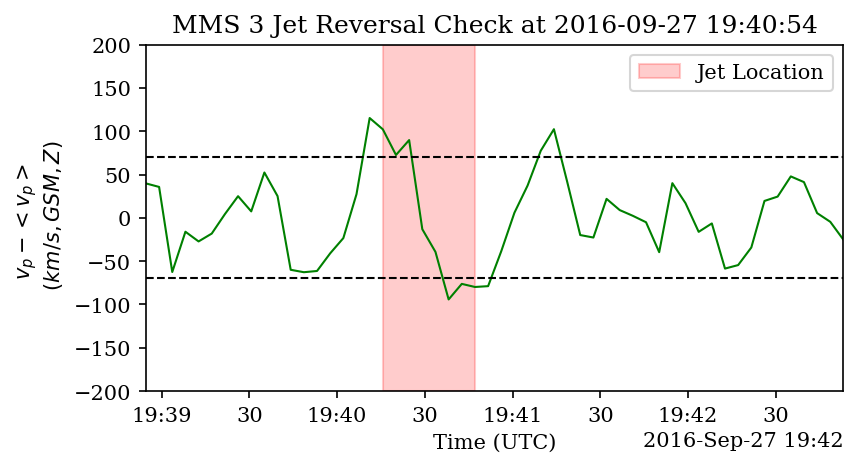 MMS 3 Jet Reversal Check at 2016-09-27 19:40:54
200
150
100
50
0
−50
−100
−150
−200
v_p − < v_p >
(km/s, GSM, Z)
Jet Location
19:39 30 19:40 30 19:41 30 19:42 30
Time (UTC)
2016-Sep-27 19:42